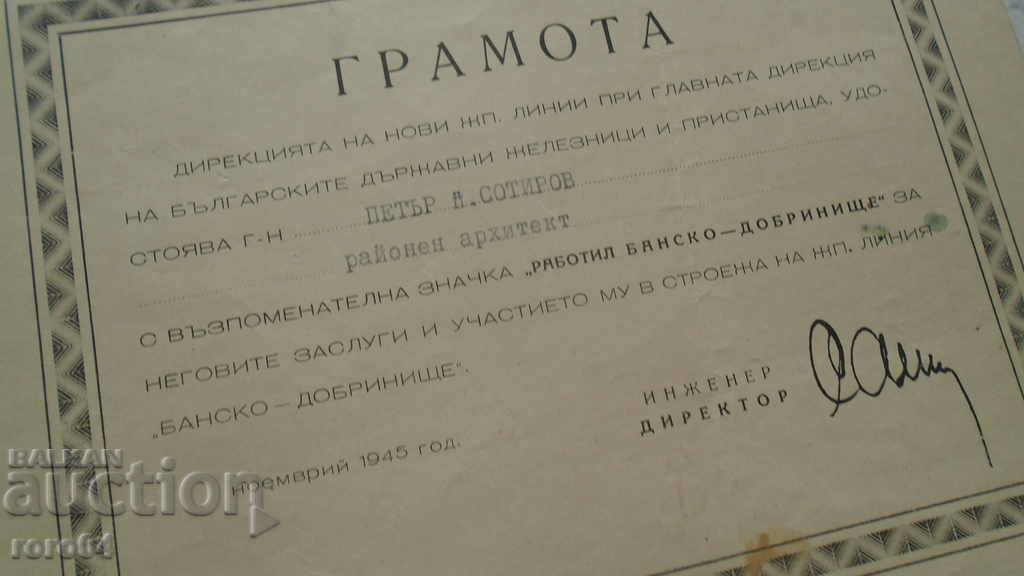 ГРАМОТА
ДИРЕКЦИЯТА НА НОВИ ЖП. ЛИНИИ ПРИ ГЛАВНАТА ДИРЕКЦИЯ
НА БЪЛГАРСКИТЕ ДЪРЖАВНИ ЖЕЛЕЗНИЦИ И ПРИСТАНИЩА, УДО-
СТОЯВА Г-Н ПЕТЪР А.СОТИРОВ
районен архитект
С ВЪЗПОМЕНАТЕЛНА ЗНАЧКА „РАБОТИЛ БАНСКО—ДОБРИНИЩЕ“ ЗА
НЕГОВИТЕ ЗАСЛУГИ И УЧАСТИЕТО МУ В СТРОЕНА НА ЖП. ЛИНИЯ
„БАНСКО — ДОБРИНИЩЕ“.
ноемврий 1945 год.
ИНЖЕНЕР
ДИРЕКТОР
BALKAN
auction
roro64